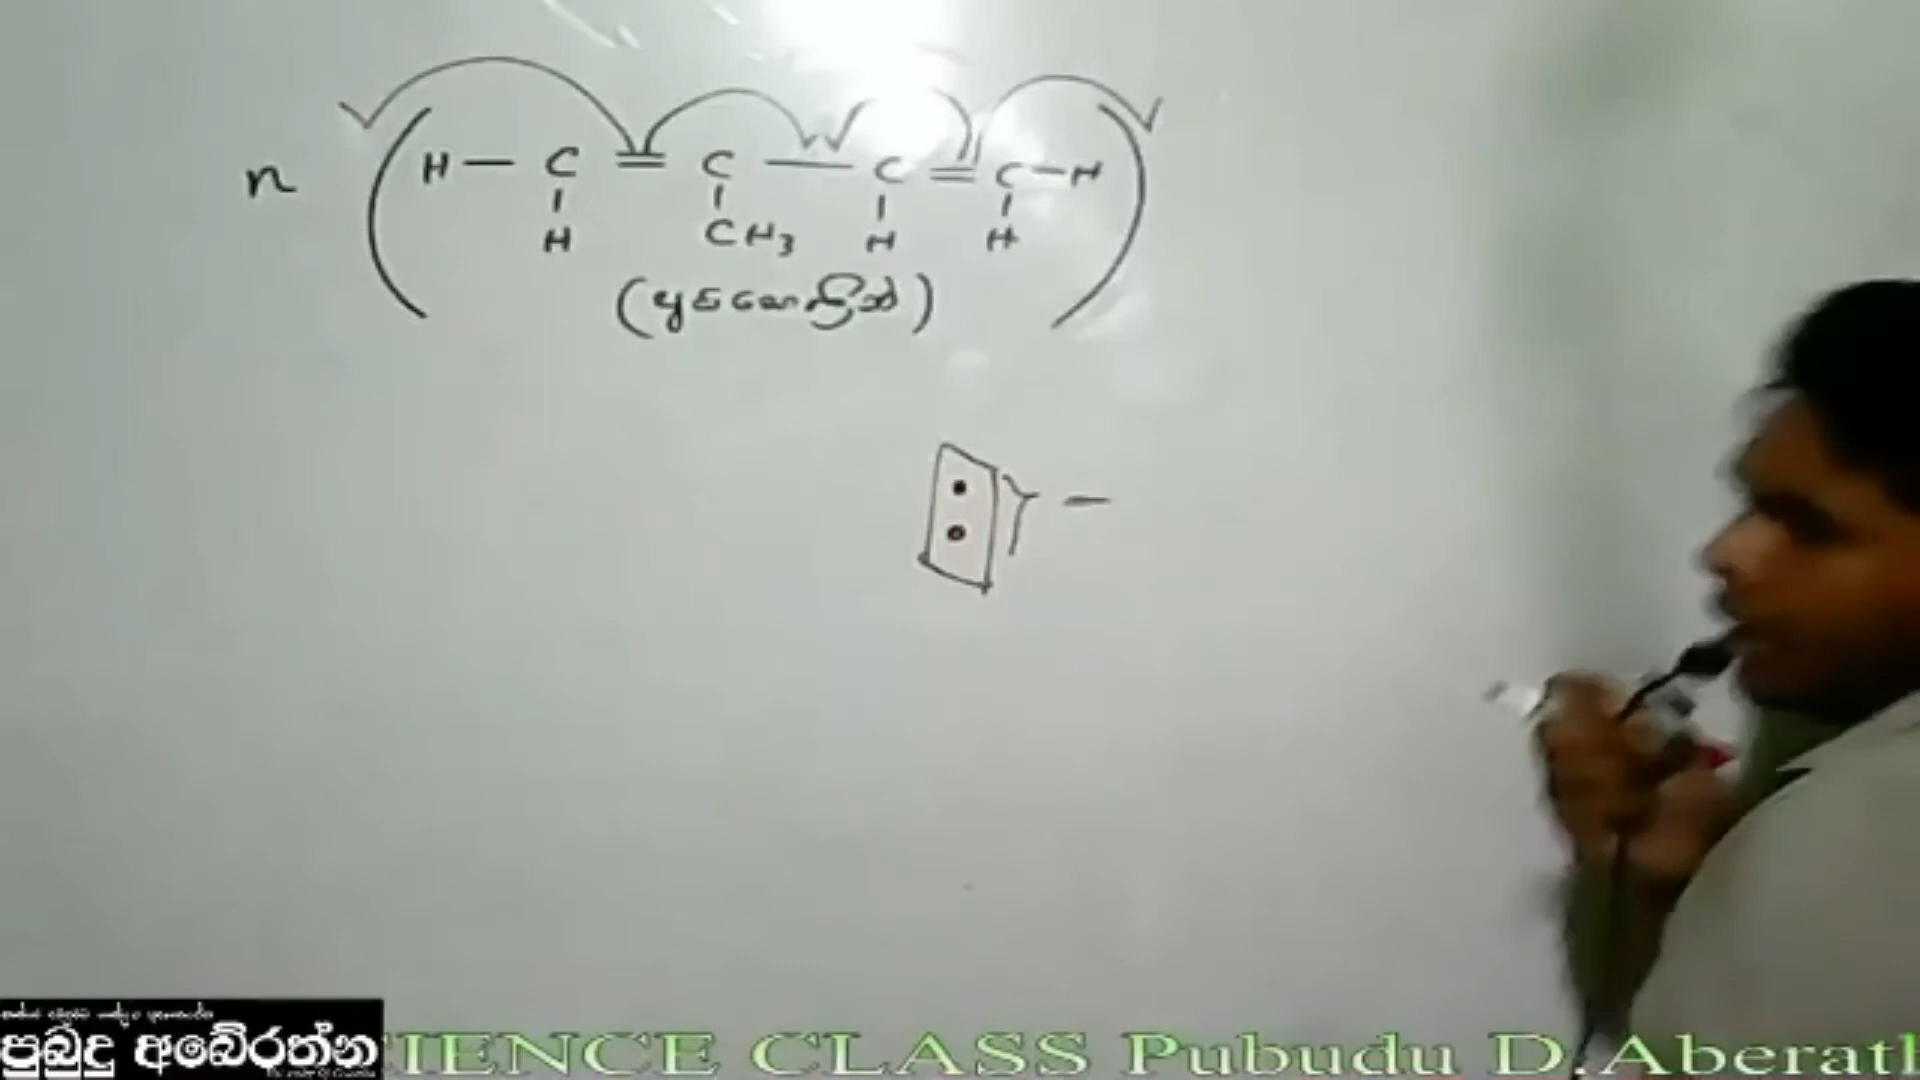 n ( H — C = C — C = C — H )
H CH3 H H
පුබුදු අබේරත්න
IENCE CLASS Pubudu D.Aberath